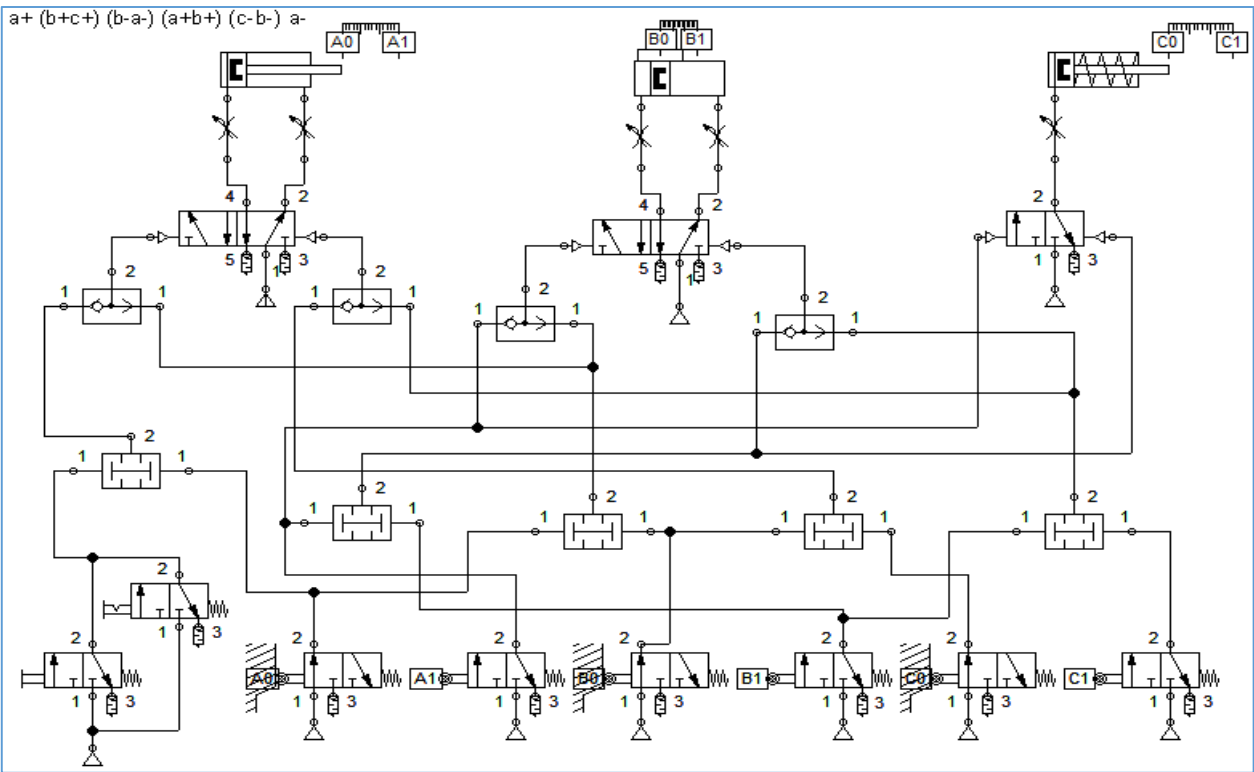 a+ (b+c+) (b-a-) (a+b+) (c-b-) a-
A0 A1 B0 B1 C0 C1
4 2 4 2 2
5 1 3 5 1 3 1 3
2 2 2 2
1 1 1 1 1 1 1 1
2 2 2 2 2
1 1 1 1 1 1 1 1 1 1
2
1 3
2 2 2 2 2 2 2
A0 A1 B0 B1 C0 C1
1 3 1 3 1 3 1 3 1 3 1 3 1 3